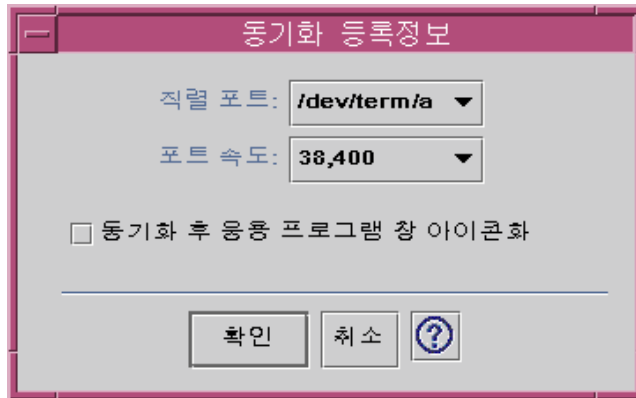 동기화 등록정보
직렬 포트: /dev/term/a
포트 속도: 38,400
동기화 후 응용 프로그램 창 아이콘화
확인 취소 ?